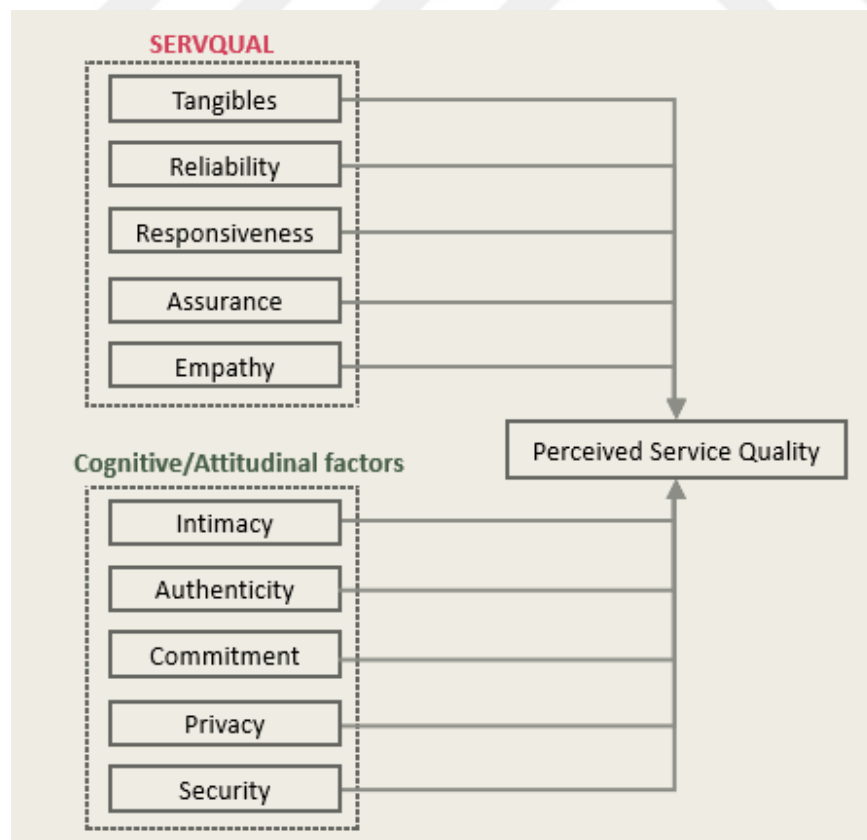 SERVQUAL
Tangibles
Reliability
Responsiveness
Assurance
Empathy
Perceived Service Quality
Cognitive/Attitudinal factors
Intimacy
Authenticity
Commitment
Privacy
Security